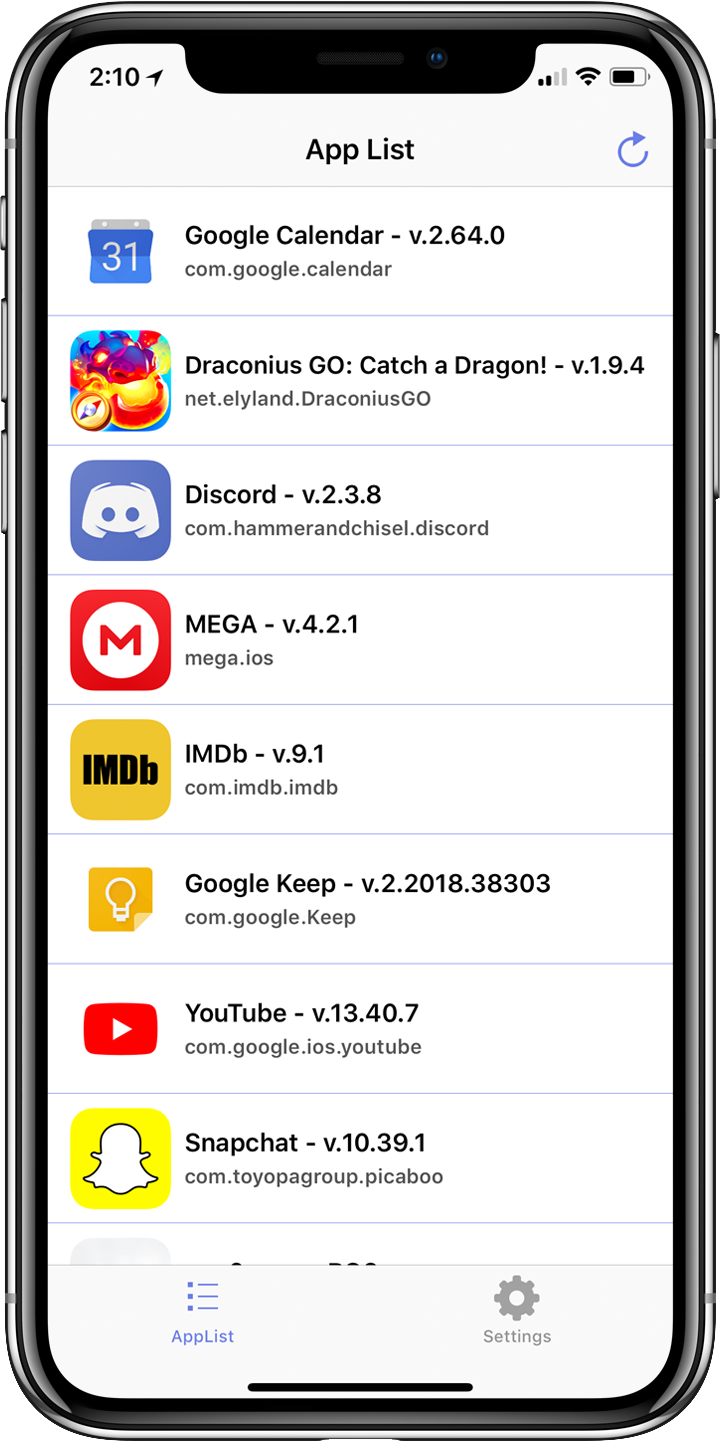 2:10
App List
31
Google Calendar - v.2.64.0
com.google.calendar
Draconius GO: Catch a Dragon! - v.1.9.4
net.elyland.DraconiusGO
Discord - v.2.3.8
com.hammerandchisel.discord
M
MEGA - v.4.2.1
mega.ios
IMDb
IMDb - v.9.1
com.imdb.imdb
Google Keep - v.2.2018.38303
com.google.Keep
YouTube - v.13.40.7
com.google.ios.youtube
Snapchat - v.10.39.1
com.toyopagroup.picaboo
AppList
Settings